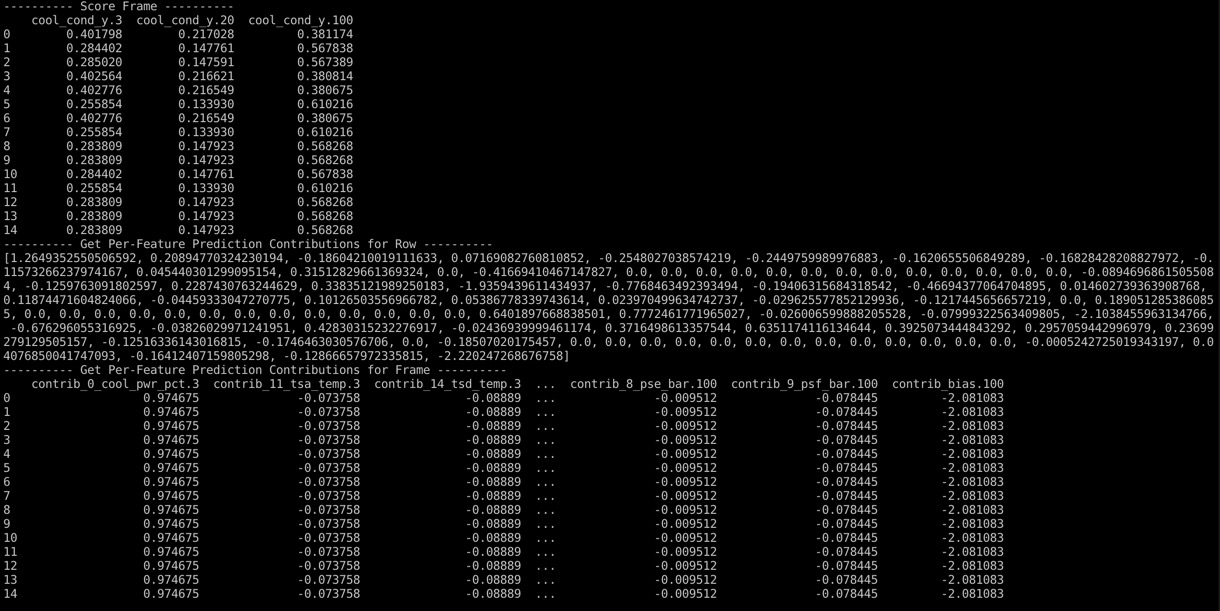 ---------- Score Frame ----------
cool_cond_y.3 cool_cond_y.20 cool_cond_y.100
0 0.401798 0.217028 0.381174
1 0.284402 0.147761 0.567838
2 0.285020 0.147591 0.567389
3 0.402564 0.216621 0.380814
4 0.402776 0.216549 0.380675
5 0.255854 0.133930 0.610216
6 0.402776 0.216549 0.380675
7 0.255854 0.133930 0.610216
8 0.283809 0.147923 0.568268
9 0.283809 0.147923 0.568268
10 0.284402 0.147761 0.567838
11 0.255854 0.133930 0.610216
12 0.283809 0.147923 0.568268
13 0.283809 0.147923 0.568268
14 0.283809 0.147923 0.568268
---------- Get Per-Feature Prediction Contributions for Row ----------
[1.2649352550506592, 0.20894770324230194, -0.18604210019111633, 0.07169082760810852, -0.2548027038574219, -0.2449759989976883, -0.1620655506849289, -0.16828428208827972, -0.
11573266237974167, 0.045440301299095154, 0.31512829661369324, 0.0, -0.41669410467147827, 0.0, 0.0, 0.0, 0.0, 0.0, 0.0, 0.0, 0.0, 0.0, 0.0, 0.0, 0.0, 0.0, -0.0894696861505508
4, -0.1259763091802597, 0.2287430763244629, 0.33835121989250183, -1.9359439611434937, -0.7768463492393494, -0.19406315684318542, -0.46694377064704895, 0.014602739363908768,
0.11874471604824066, -0.04459333047270775, 0.10126503556966782, 0.05386778339743614, 0.023970499634742737, -0.029625577852129936, -0.1217445656657219, 0.0, 0.189051285386085
5, 0.0, 0.0, 0.0, 0.0, 0.0, 0.0, 0.0, 0.0, 0.0, 0.0, 0.0, 0.6401897668838501, 0.7772461771965027, -0.026006599888205528, -0.07999322563409805, -2.1038455963134766,
-0.676296055316925, -0.03826029971241951, 0.42830315232276917, -0.02436939999461174, 0.3716498613357544, 0.6351174116134644, 0.3925073444843292, 0.2957059442996979, 0.2369
279129505157, -0.12516336143016815, -0.1746463030576706, 0.0, -0.18507020175457, 0.0, 0.0, 0.0, 0.0, 0.0, 0.0, 0.0, 0.0, 0.0, 0.0, 0.0, 0.0, 0.0, -0.0005242725019343197, 0.0
4076850041747093, -0.16412407159805298, -0.12866657972335815, -2.220247268676758]
---------- Get Per-Feature Prediction Contributions for Frame ----------
contrib_0_cool_pwr_pct.3 contrib_11_tsa_temp.3 contrib_14_tsd_temp.3 ... contrib_8_pse_bar.100 contrib_9_psf_bar.100 contrib_bias.100
0 0.974675 -0.073758 -0.08889 ... -0.009512 -0.078445 -2.081083
1 0.974675 -0.073758 -0.08889 ... -0.009512 -0.078445 -2.081083
2 0.974675 -0.073758 -0.08889 ... -0.009512 -0.078445 -2.081083
3 0.974675 -0.073758 -0.08889 ... -0.009512 -0.078445 -2.081083
4 0.974675 -0.073758 -0.08889 ... -0.009512 -0.078445 -2.081083
5 0.974675 -0.073758 -0.08889 ... -0.009512 -0.078445 -2.081083
6 0.974675 -0.073758 -0.08889 ... -0.009512 -0.078445 -2.081083
7 0.974675 -0.073758 -0.08889 ... -0.009512 -0.078445 -2.081083
8 0.974675 -0.073758 -0.08889 ... -0.009512 -0.078445 -2.081083
9 0.974675 -0.073758 -0.08889 ... -0.009512 -0.078445 -2.081083
10 0.974675 -0.073758 -0.08889 ... -0.009512 -0.078445 -2.081083
11 0.974675 -0.073758 -0.08889 ... -0.009512 -0.078445 -2.081083
12 0.974675 -0.073758 -0.08889 ... -0.009512 -0.078445 -2.081083
13 0.974675 -0.073758 -0.08889 ... -0.009512 -0.078445 -2.081083
14 0.974675 -0.073758 -0.08889 ... -0.009512 -0.078445 -2.081083